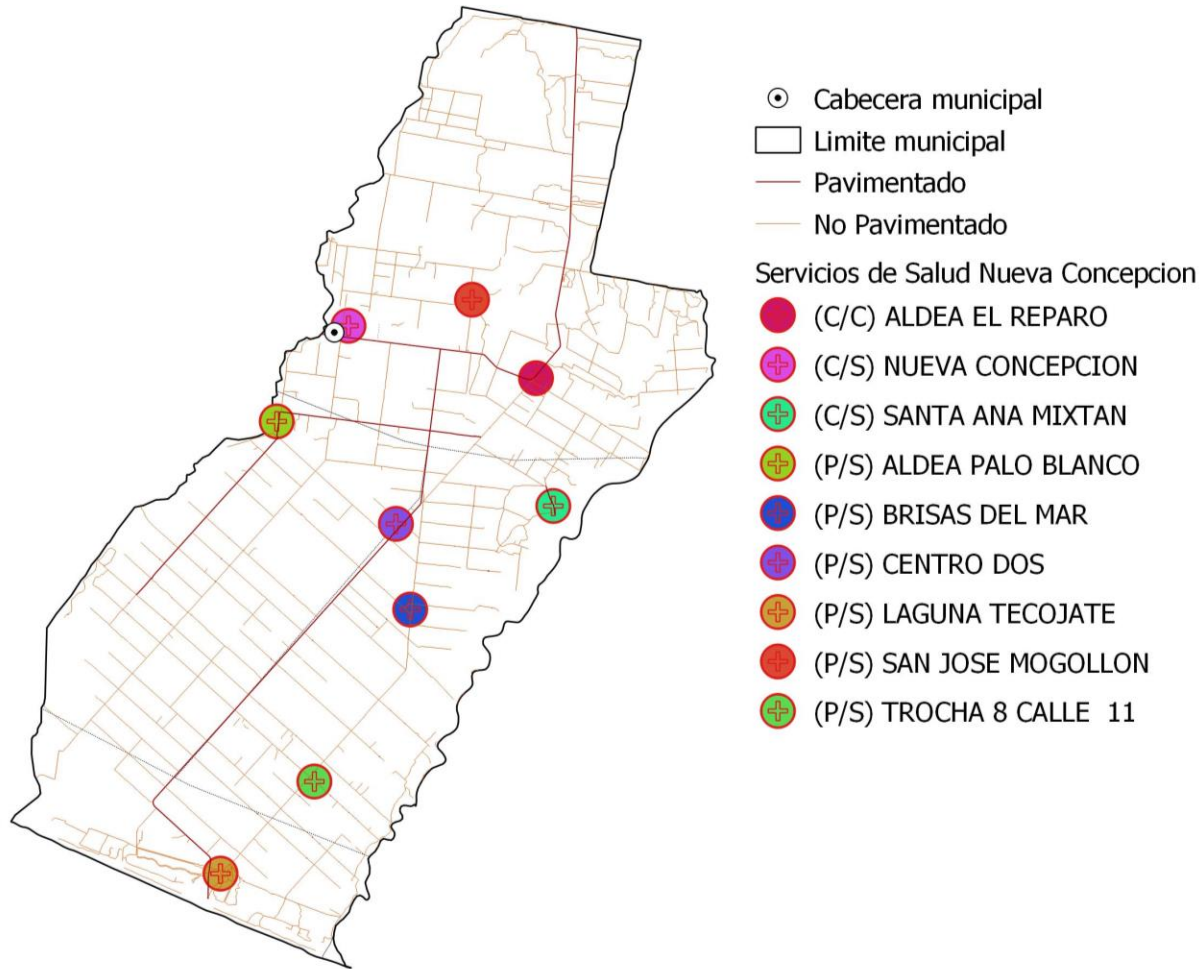 Cabecera municipal
Limite municipal
Pavimentado
No Pavimentado
Servicios de Salud Nueva Concepcion
(C/C) ALDEA EL REPARO
(C/S) NUEVA CONCEPCION
(C/S) SANTA ANA MIXTAN
(P/S) ALDEA PALO BLANCO
(P/S) BRISAS DEL MAR
(P/S) CENTRO DOS
(P/S) LAGUNA TECOJATE
(P/S) SAN JOSE MOGOLLON
(P/S) TROCHA 8 CALLE  11